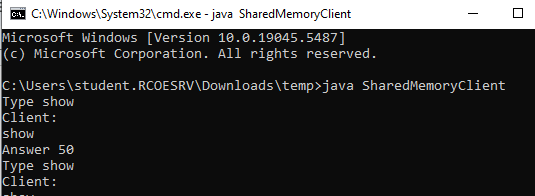 C:\Windows\System32\cmd.exe - java  SharedMemoryClient
Microsoft Windows [Version 10.0.19045.5487]
(c) Microsoft Corporation. All rights reserved.
C:\Users\student.RCOESRV\Downloads\temp>java SharedMemoryClient
Type show
Client:
show
Answer 50
Type show
Client:
show